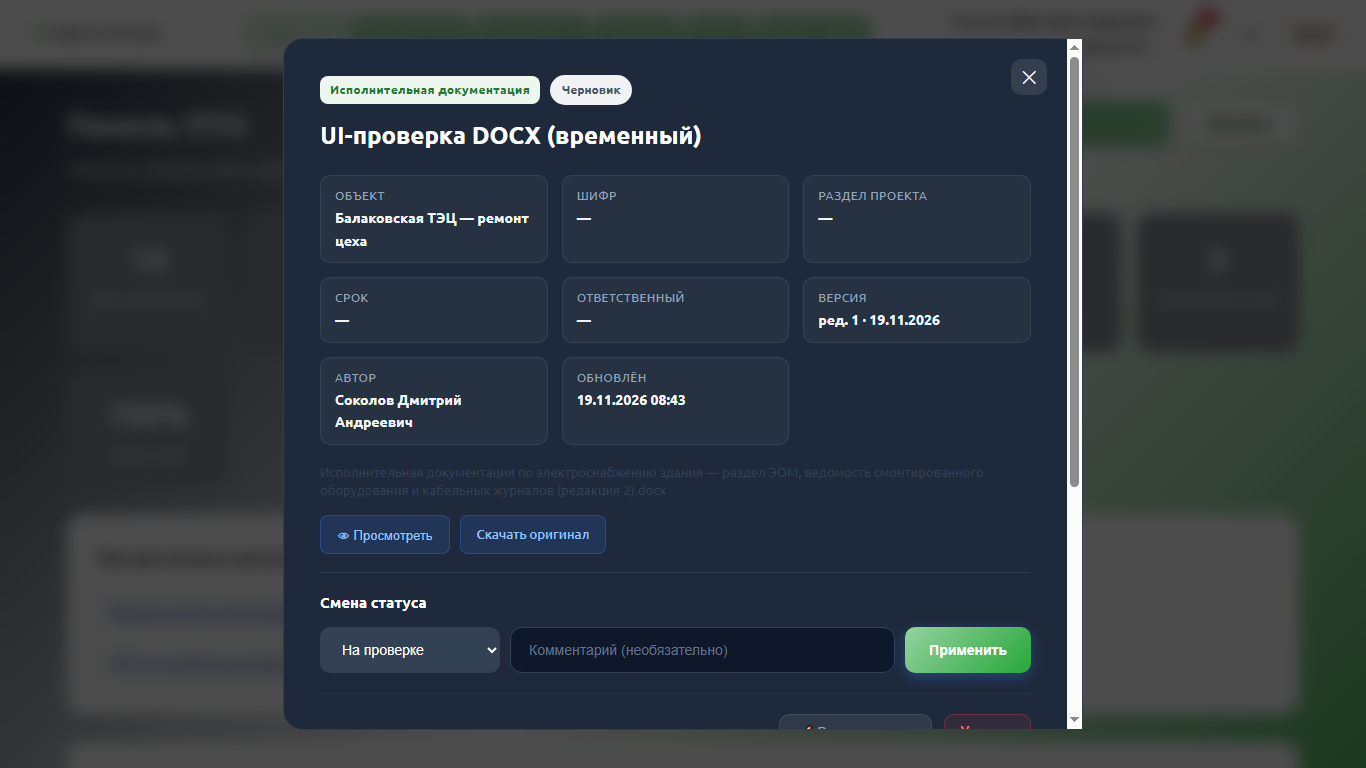 Исполнительная документация
Черновик
UI-проверка DOCX (временный)
ОБЪЕКТ
Балаковская ТЭЦ — ремонт
цеха
ШИФР
—
РАЗДЕЛ ПРОЕКТА
—
СРОК
—
ОТВЕТСТВЕННЫЙ
—
ВЕРСИЯ
ред. 1 · 19.11.2026
АВТОР
Соколов Дмитрий
Андреевич
ОБНОВЛЁН
19.11.2026 08:43
Исполнительная документация по электроснабжению здания — раздел ЭОМ, ведомость смонтированного
оборудования и кабельных журналов (редакция 2).docx
Просмотреть
Скачать оригинал
Смена статуса
На проверке
Комментарий (необязательно)
Применить